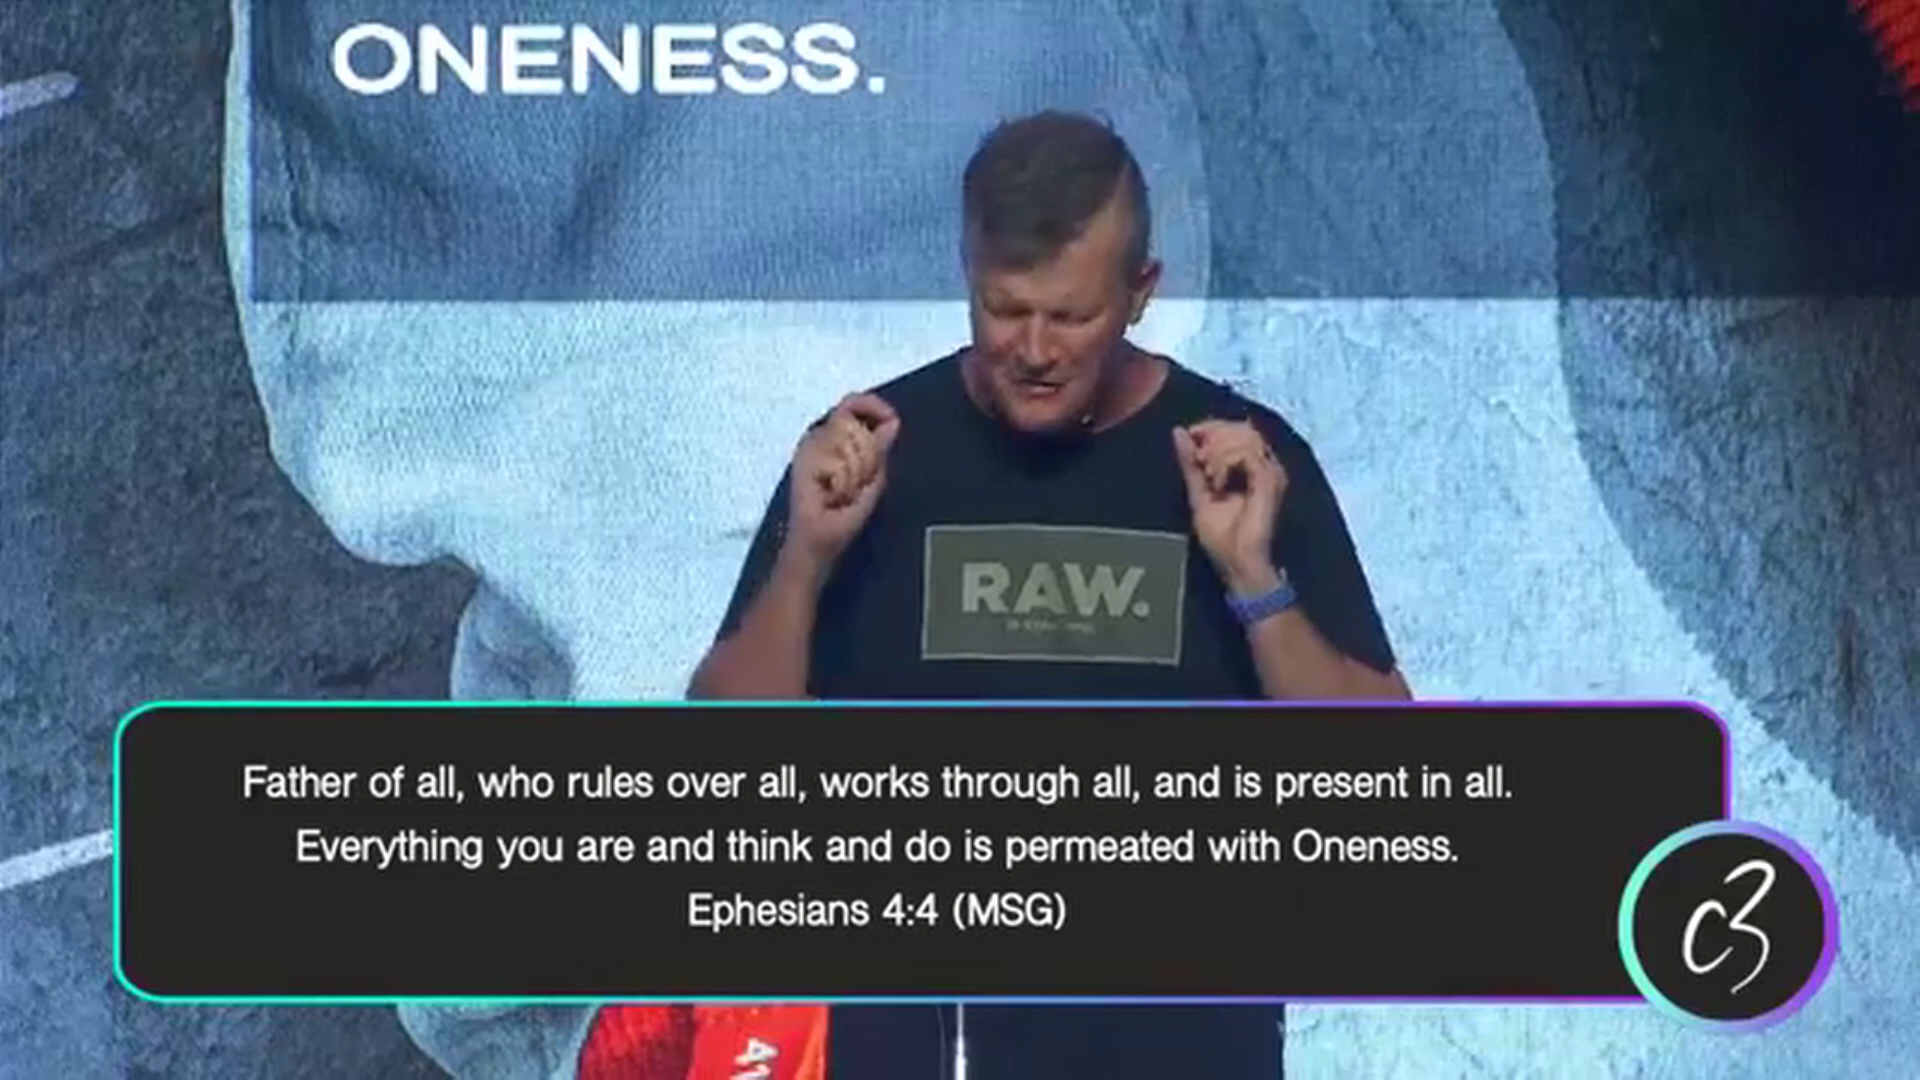 ONENESS.
RAW.
Father of all, who rules over all, works through all, and is present in all.
Everything you are and think and do is permeated with Oneness.
Ephesians 4:4 (MSG)
c3